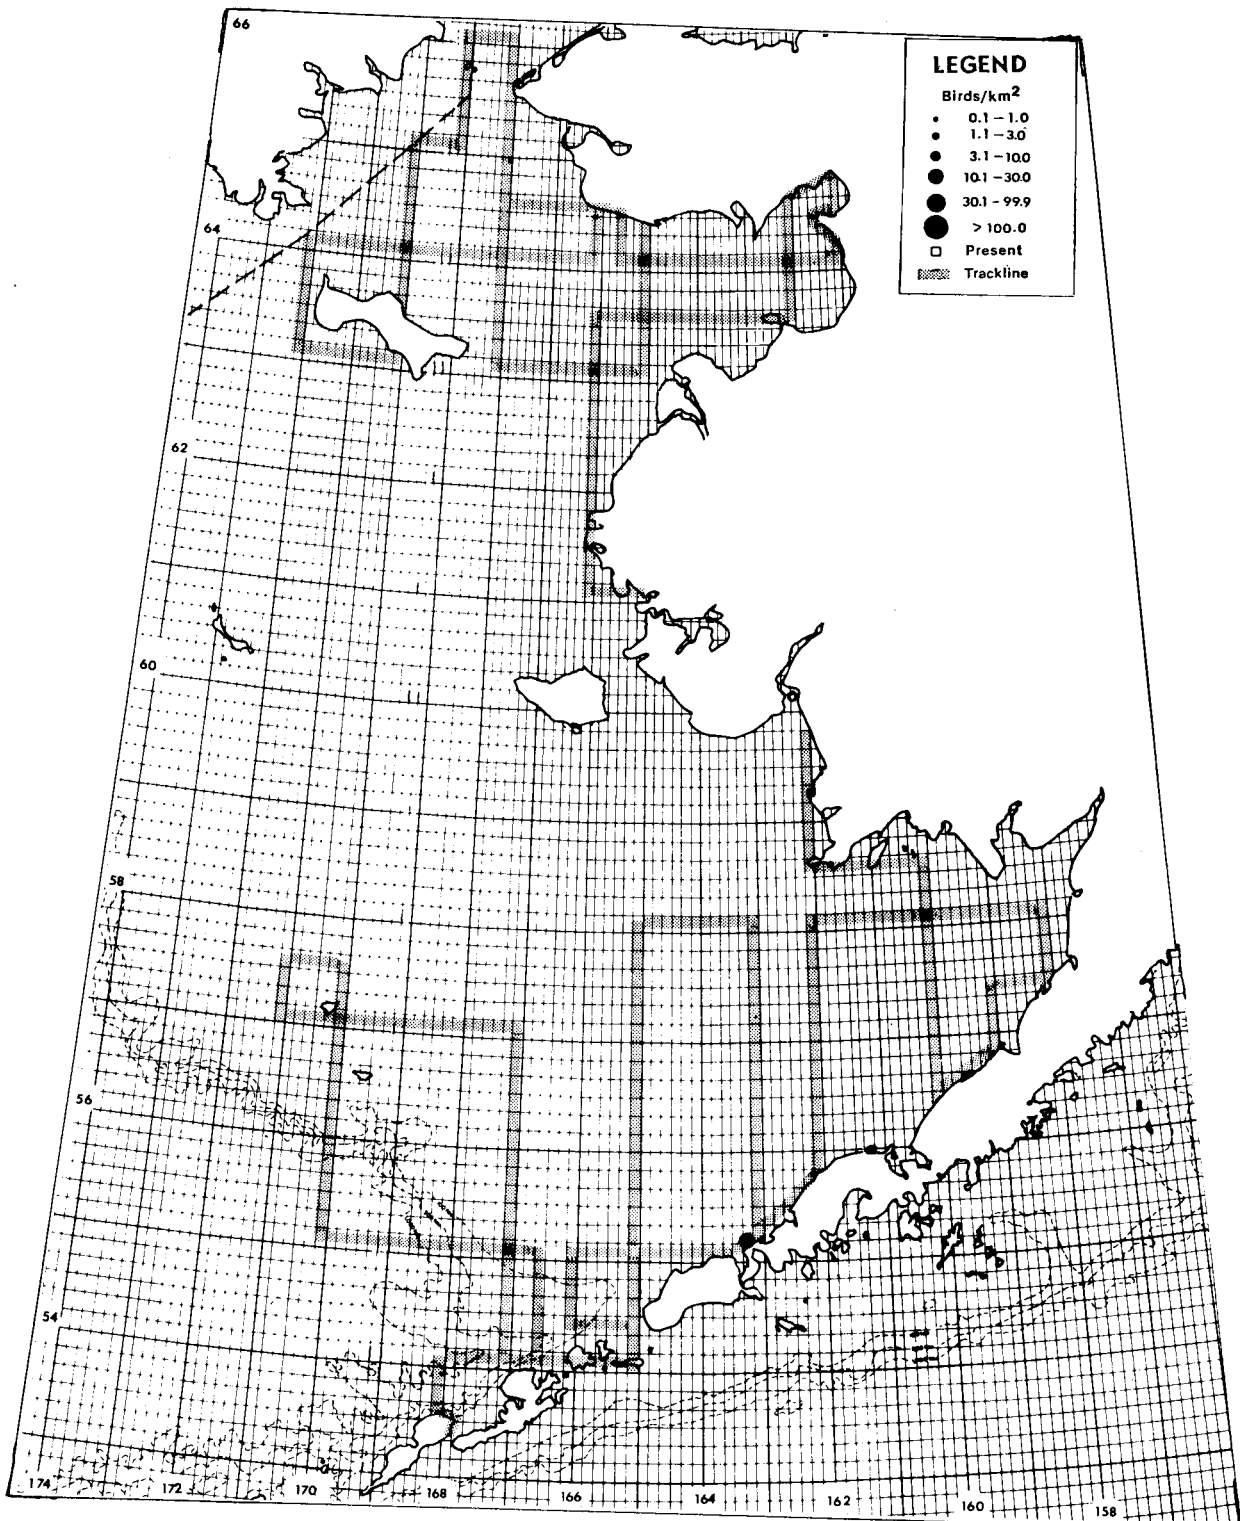 66
LEGEND
Birds/km²
0.1 – 1.0
1.1 – 3.0
3.1 – 10.0
10.1 – 30.0
30.1 – 99.9
> 100.0
Present
Trackline
64
62
60
58
56
54
174 172 170 168 166 164 162 160 158